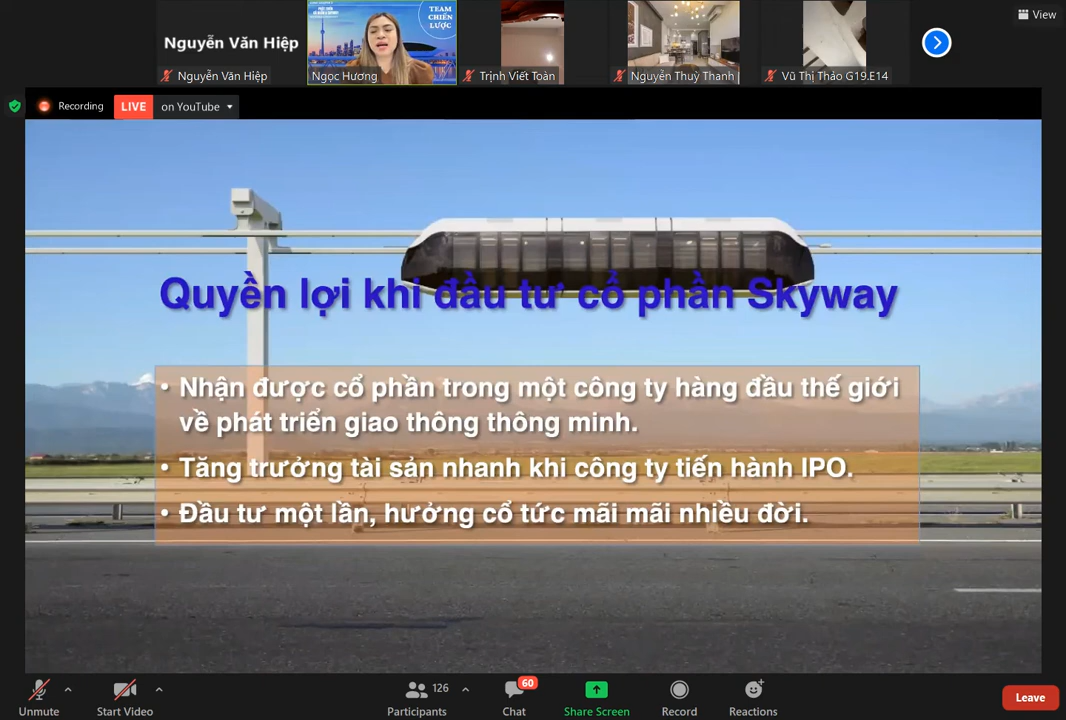 View
Nguyễn Văn Hiệp
TEAM
CHIẾN
LƯỢC
Nguyễn Văn Hiệp
Ngọc Hương
Trịnh Viết Toàn
Nguyễn Thuỳ Thanh
Vũ Thị Thảo G19.E14
Recording
LIVE
on YouTube
Quyền lợi khi đầu tư cổ phần Skyway
• Nhận được cổ phần trong một công ty hàng đầu thế giới
về phát triển giao thông thông minh.
• Tăng trưởng tài sản nhanh khi công ty tiến hành IPO.
• Đầu tư một lần, hưởng cổ tức mãi mãi nhiều đời.
126
60
Unmute
Start Video
Participants
Chat
Share Screen
Record
Reactions
Leave